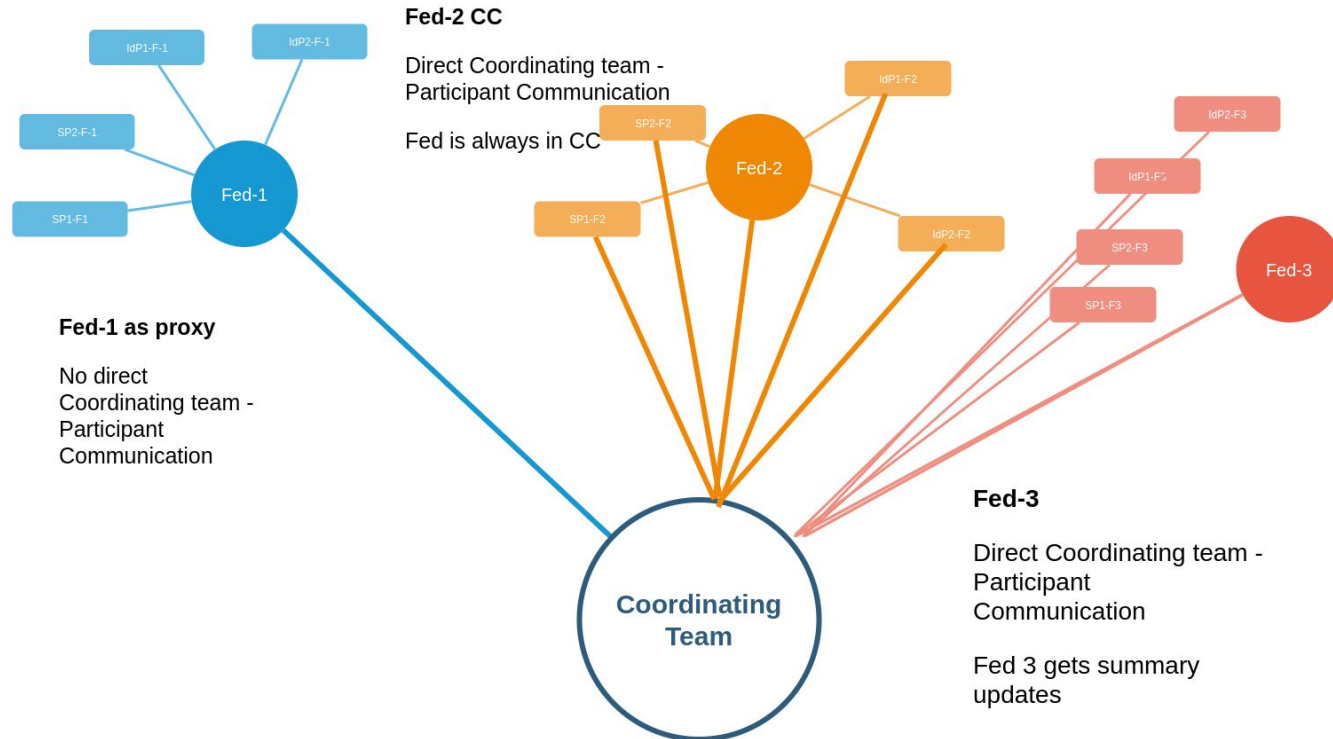 IdP1-F-1
IdP2-F-1
SP2-F-1
SP1-F1
Fed-1
Fed-1 as proxy
No direct
Coordinating team -
Participant
Communication
Fed-2 CC
Direct Coordinating team -
Participant Communication
Fed is always in CC
SP2-F2
IdP1-F2
SP1-F2
IdP2-F2
Fed-2
IdP2-F3
IdP1-F3
SP2-F3
SP1-F3
Fed-3
Coordinating
Team
Fed-3
Direct Coordinating team -
Participant
Communication
Fed 3 gets summary
updates